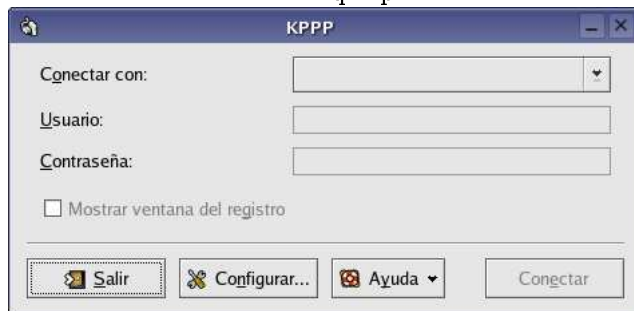 KPPP
Conectar con:
Usuario:
Contraseña:
Mostrar ventana del registro
Salir Configurar... Ayuda Conectar